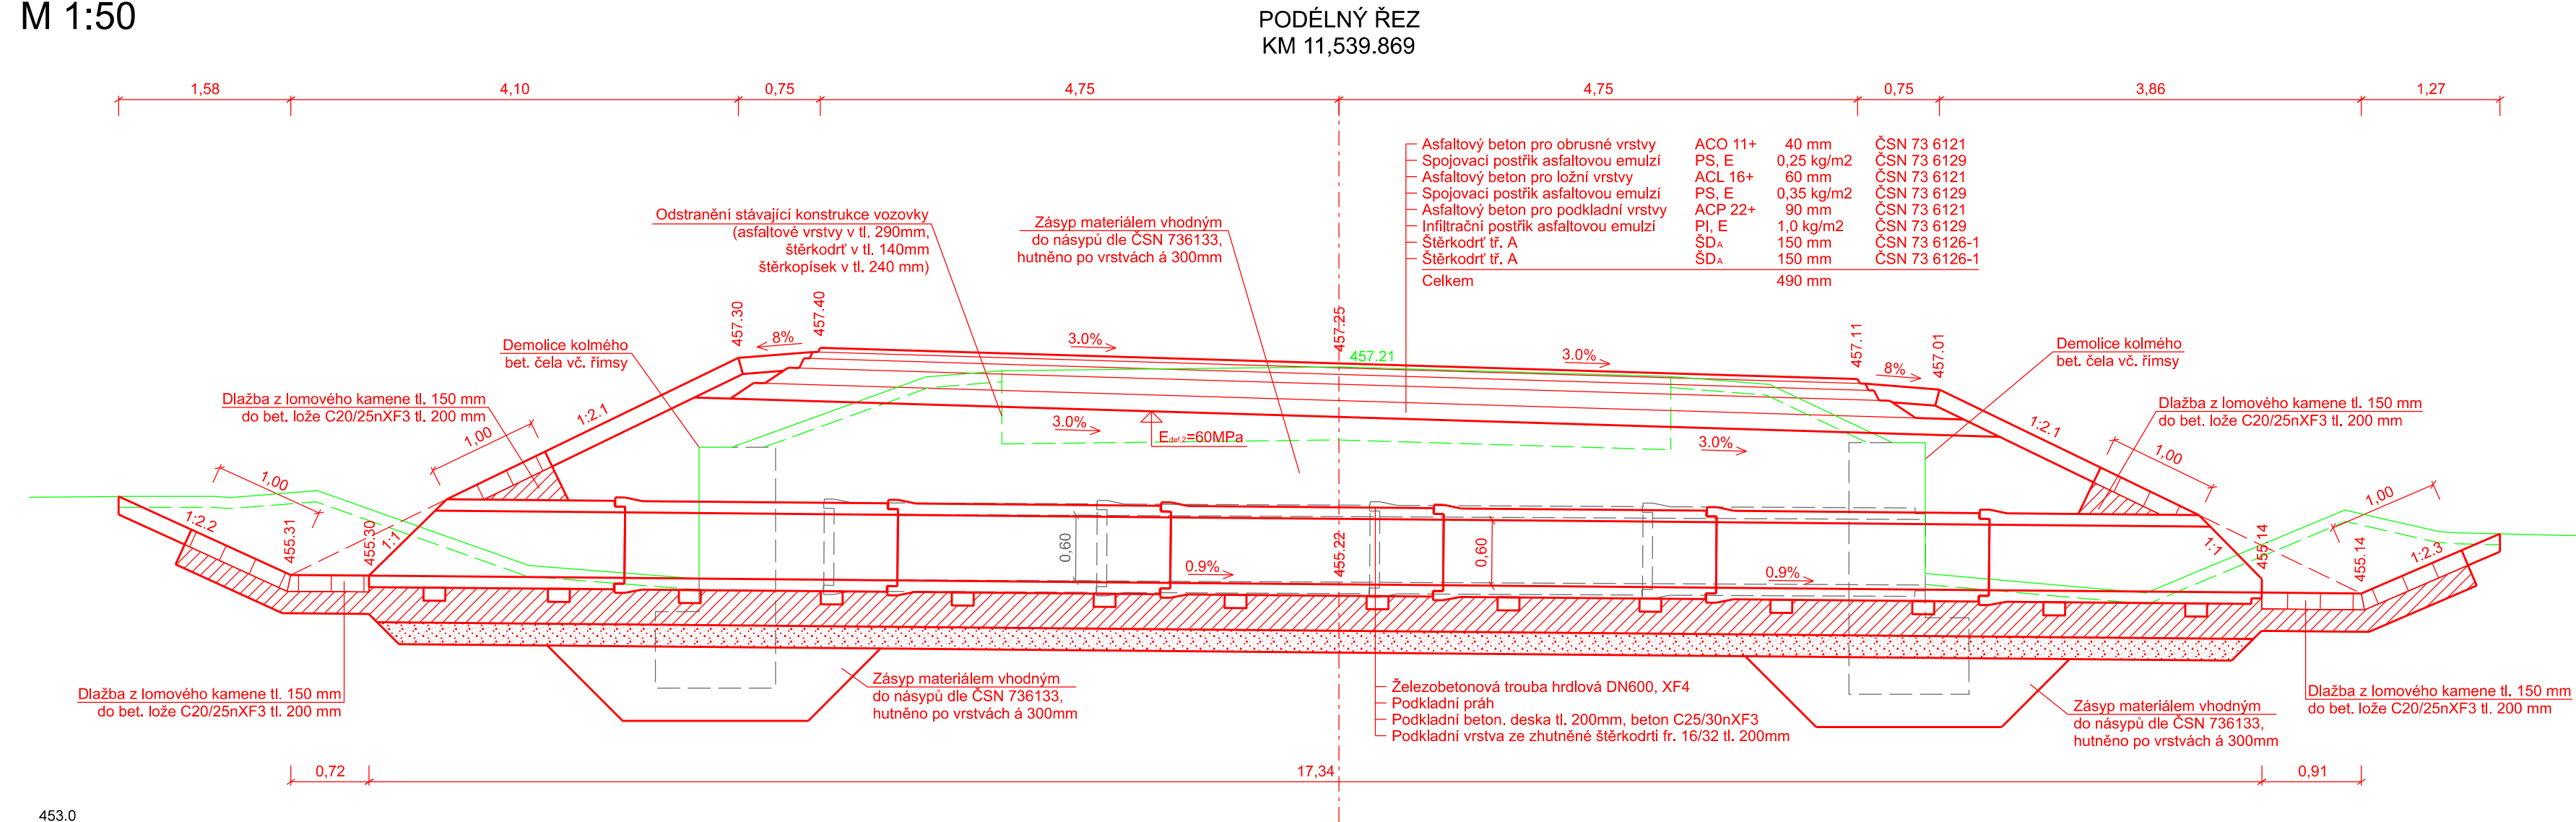 M 1:50
PODÉLNÝ ŘEZ
KM 11,539.869
1,58
4,10
0,75
4,75
4,75
0,75
3,86
1,27
Asfaltový beton pro obrusné vrstvy ACO 11+ 40 mm ČSN 73 6121
Spojovací postřik asfaltovou emulzí PS, E 0,25 kg/m2 ČSN 73 6129
Asfaltový beton pro ložní vrstvy ACL 16+ 60 mm ČSN 73 6121
Spojovací postřik asfaltovou emulzí PS, E 0,35 kg/m2 ČSN 73 6129
Asfaltový beton pro podkladní vrstvy ACP 22+ 90 mm ČSN 73 6121
Infiltrační postřik asfaltovou emulzí PI, E 1,0 kg/m2 ČSN 73 6129
Štěrkodrť tř. A ŠDA 150 mm ČSN 73 6126-1
Štěrkodrť tř. A ŠDA 150 mm ČSN 73 6126-1
Celkem 490 mm
Odstranění stávající konstrukce vozovky
(asfaltové vrstvy v tl. 290mm,
štěrkodrť v tl. 140mm
štěrkopísek v tl. 240 mm)
Zásyp materiálem vhodným
do násypů dle ČSN 736133,
hutněno po vrstvách á 300mm
457.30
457.40
457.25
457.11
457.01
8%
3.0%
457.21
3.0%
8%
Demolice kolmého
bet. čela vč. římsy
Demolice kolmého
bet. čela vč. římsy
Dlažba z lomového kamene tl. 150 mm
do bet. lože C20/25nXF3 tl. 200 mm
Dlažba z lomového kamene tl. 150 mm
do bet. lože C20/25nXF3 tl. 200 mm
1:2.1
1,00
3.0%
Edef,2=60MPa
3.0%
1:2.1
1,00
1,00
1:2.2
455.31
455.30
1:1
0,60
455.22
0,60
0.9%
0.9%
1:1
455.14
455.14
1:2.3
1,00
Dlažba z lomového kamene tl. 150 mm
do bet. lože C20/25nXF3 tl. 200 mm
Zásyp materiálem vhodným
do násypů dle ČSN 736133,
hutněno po vrstvách á 300mm
Železobetonová trouba hrdlová DN600, XF4
Podkladní práh
Podkladní beton. deska tl. 200mm, beton C25/30nXF3
Podkladní vrstva ze zhutněné štěrkodrti fr. 16/32 tl. 200mm
Zásyp materiálem vhodným
do násypů dle ČSN 736133,
hutněno po vrstvách á 300mm
Dlažba z lomového kamene tl. 150 mm
do bet. lože C20/25nXF3 tl. 200 mm
0,72
17,34
0,91
453.0